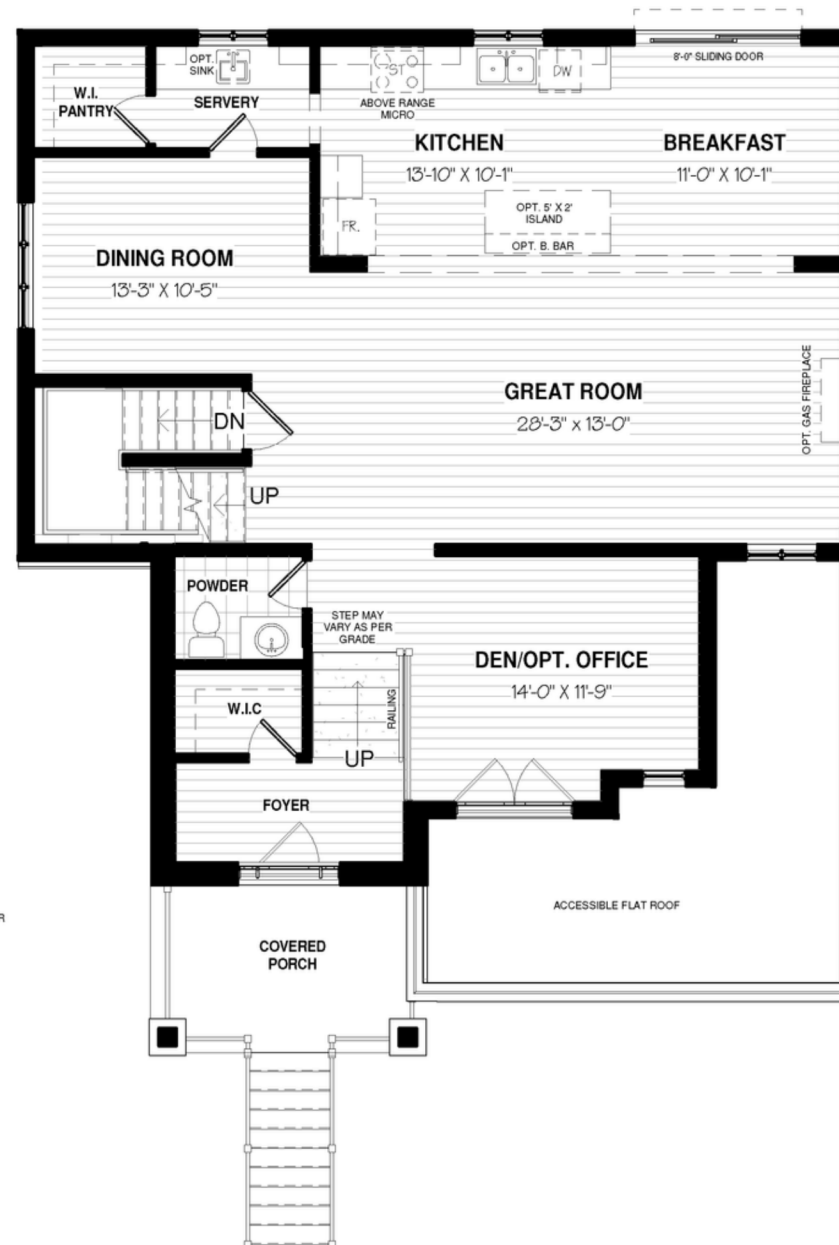 8'-0" SLIDING DOOR
OPT.
SINK
W.I.
PANTRY
SERVERY
ST
DW
ABOVE RANGE
MICRO
KITCHEN
13'-10" X 10'-1"
BREAKFAST
11'-0" X 10'-1"
FR.
OPT. 5' X 2'
ISLAND
OPT. B. BAR
DINING ROOM
13'-3" X 10'-5"
GREAT ROOM
28'-3" x 13'-0"
OPT. GAS FIREPLACE
DN
UP
POWDER
STEP MAY
VARY AS PER
GRADE
DEN/OPT. OFFICE
14'-0" X 11'-9"
W.I.C
RAILING
UP
FOYER
ACCESSIBLE FLAT ROOF
R
COVERED
PORCH